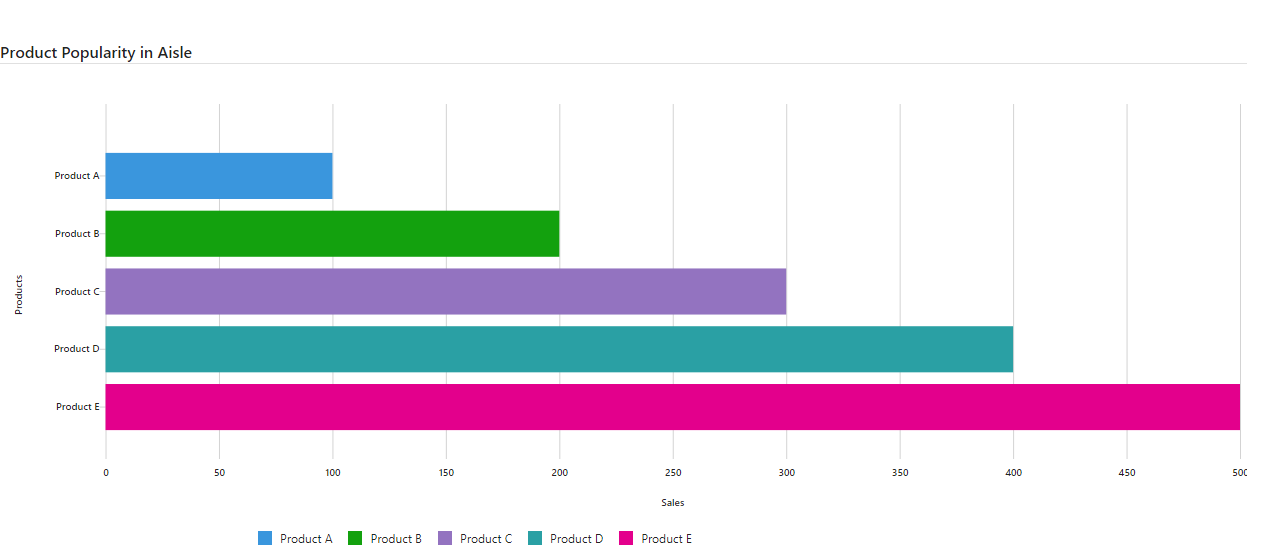 Product Popularity in Aisle
Product A
Product B
Product C
Product D
Product E
Products
0 50 100 150 200 250 300 350 400 450 500
Sales
Product A Product B Product C Product D Product E